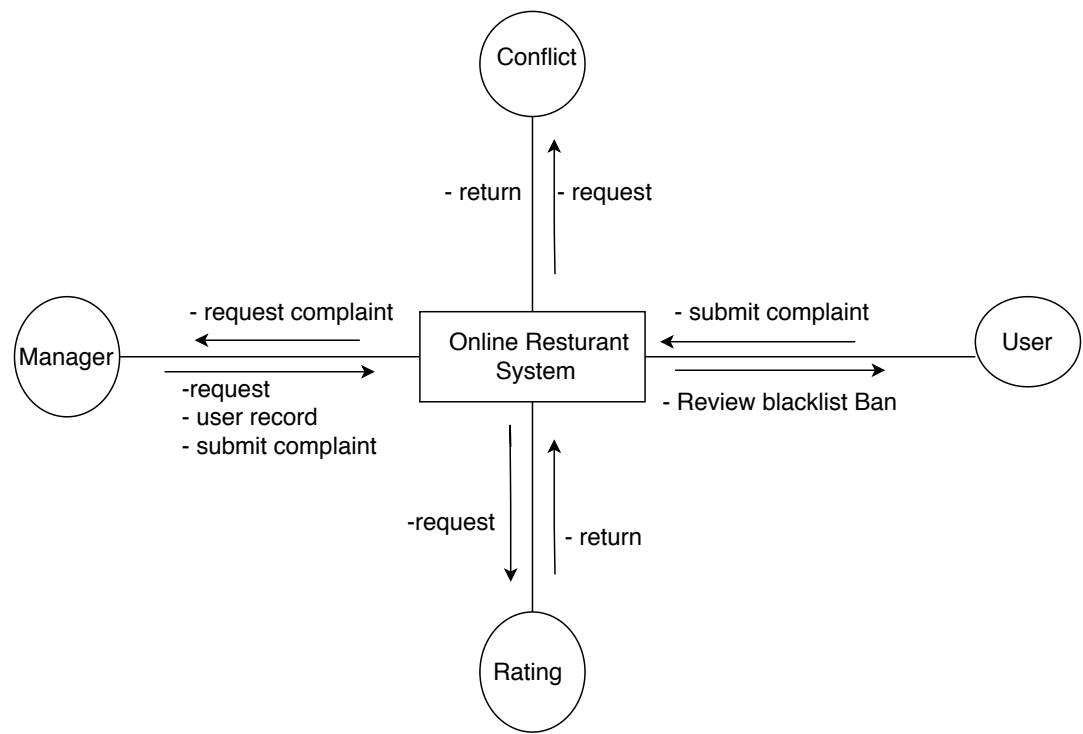 Conflict
- return
- request
- request complaint
- submit complaint
Manager
Online Resturant
System
User
-request
- user record
- submit complaint
- Review blacklist Ban
-request
- return
Rating